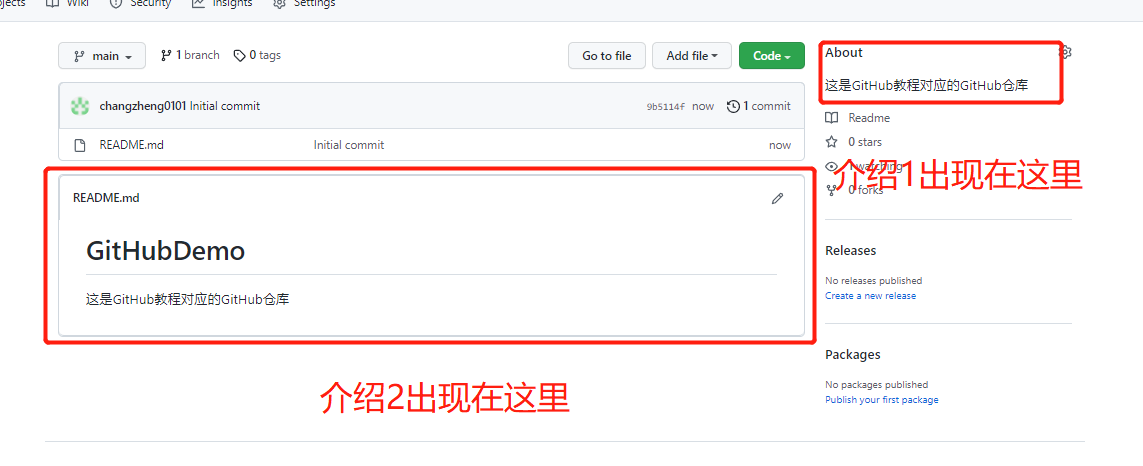 Wiki
Security
Insights
Settings
main
1 branch
0 tags
Go to file
Add file
Code
changzheng0101 Initial commit
9b5114f now
1 commit
README.md
Initial commit
now
README.md
GitHubDemo
这是GitHub教程对应的GitHub仓库
介绍2出现在这里
About
这是GitHub教程对应的GitHub仓库
Readme
0 stars
1 watching
介绍1出现在这里
0 forks
Releases
No releases published
Create a new release
Packages
No packages published
Publish your first package